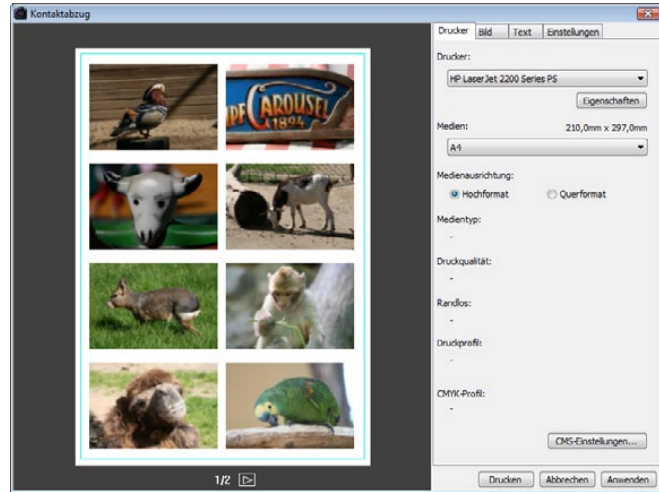 Kontaktabzug
Drucker Bild Text Einstellungen
Drucker:
HP LaserJet 2200 Series PS
Eigenschaften
Medien: 210,0mm x 297,0mm
A4
Medienausrichtung:
Hochformat Querformat
Medientyp:
-
Druckqualität:
-
Randlos:
-
Druckprofil:
-
CMYK-Profil:
-
CMS-Einstellungen...
CAROUSEL
1894
1/2
Drucken Abbrechen Anwenden